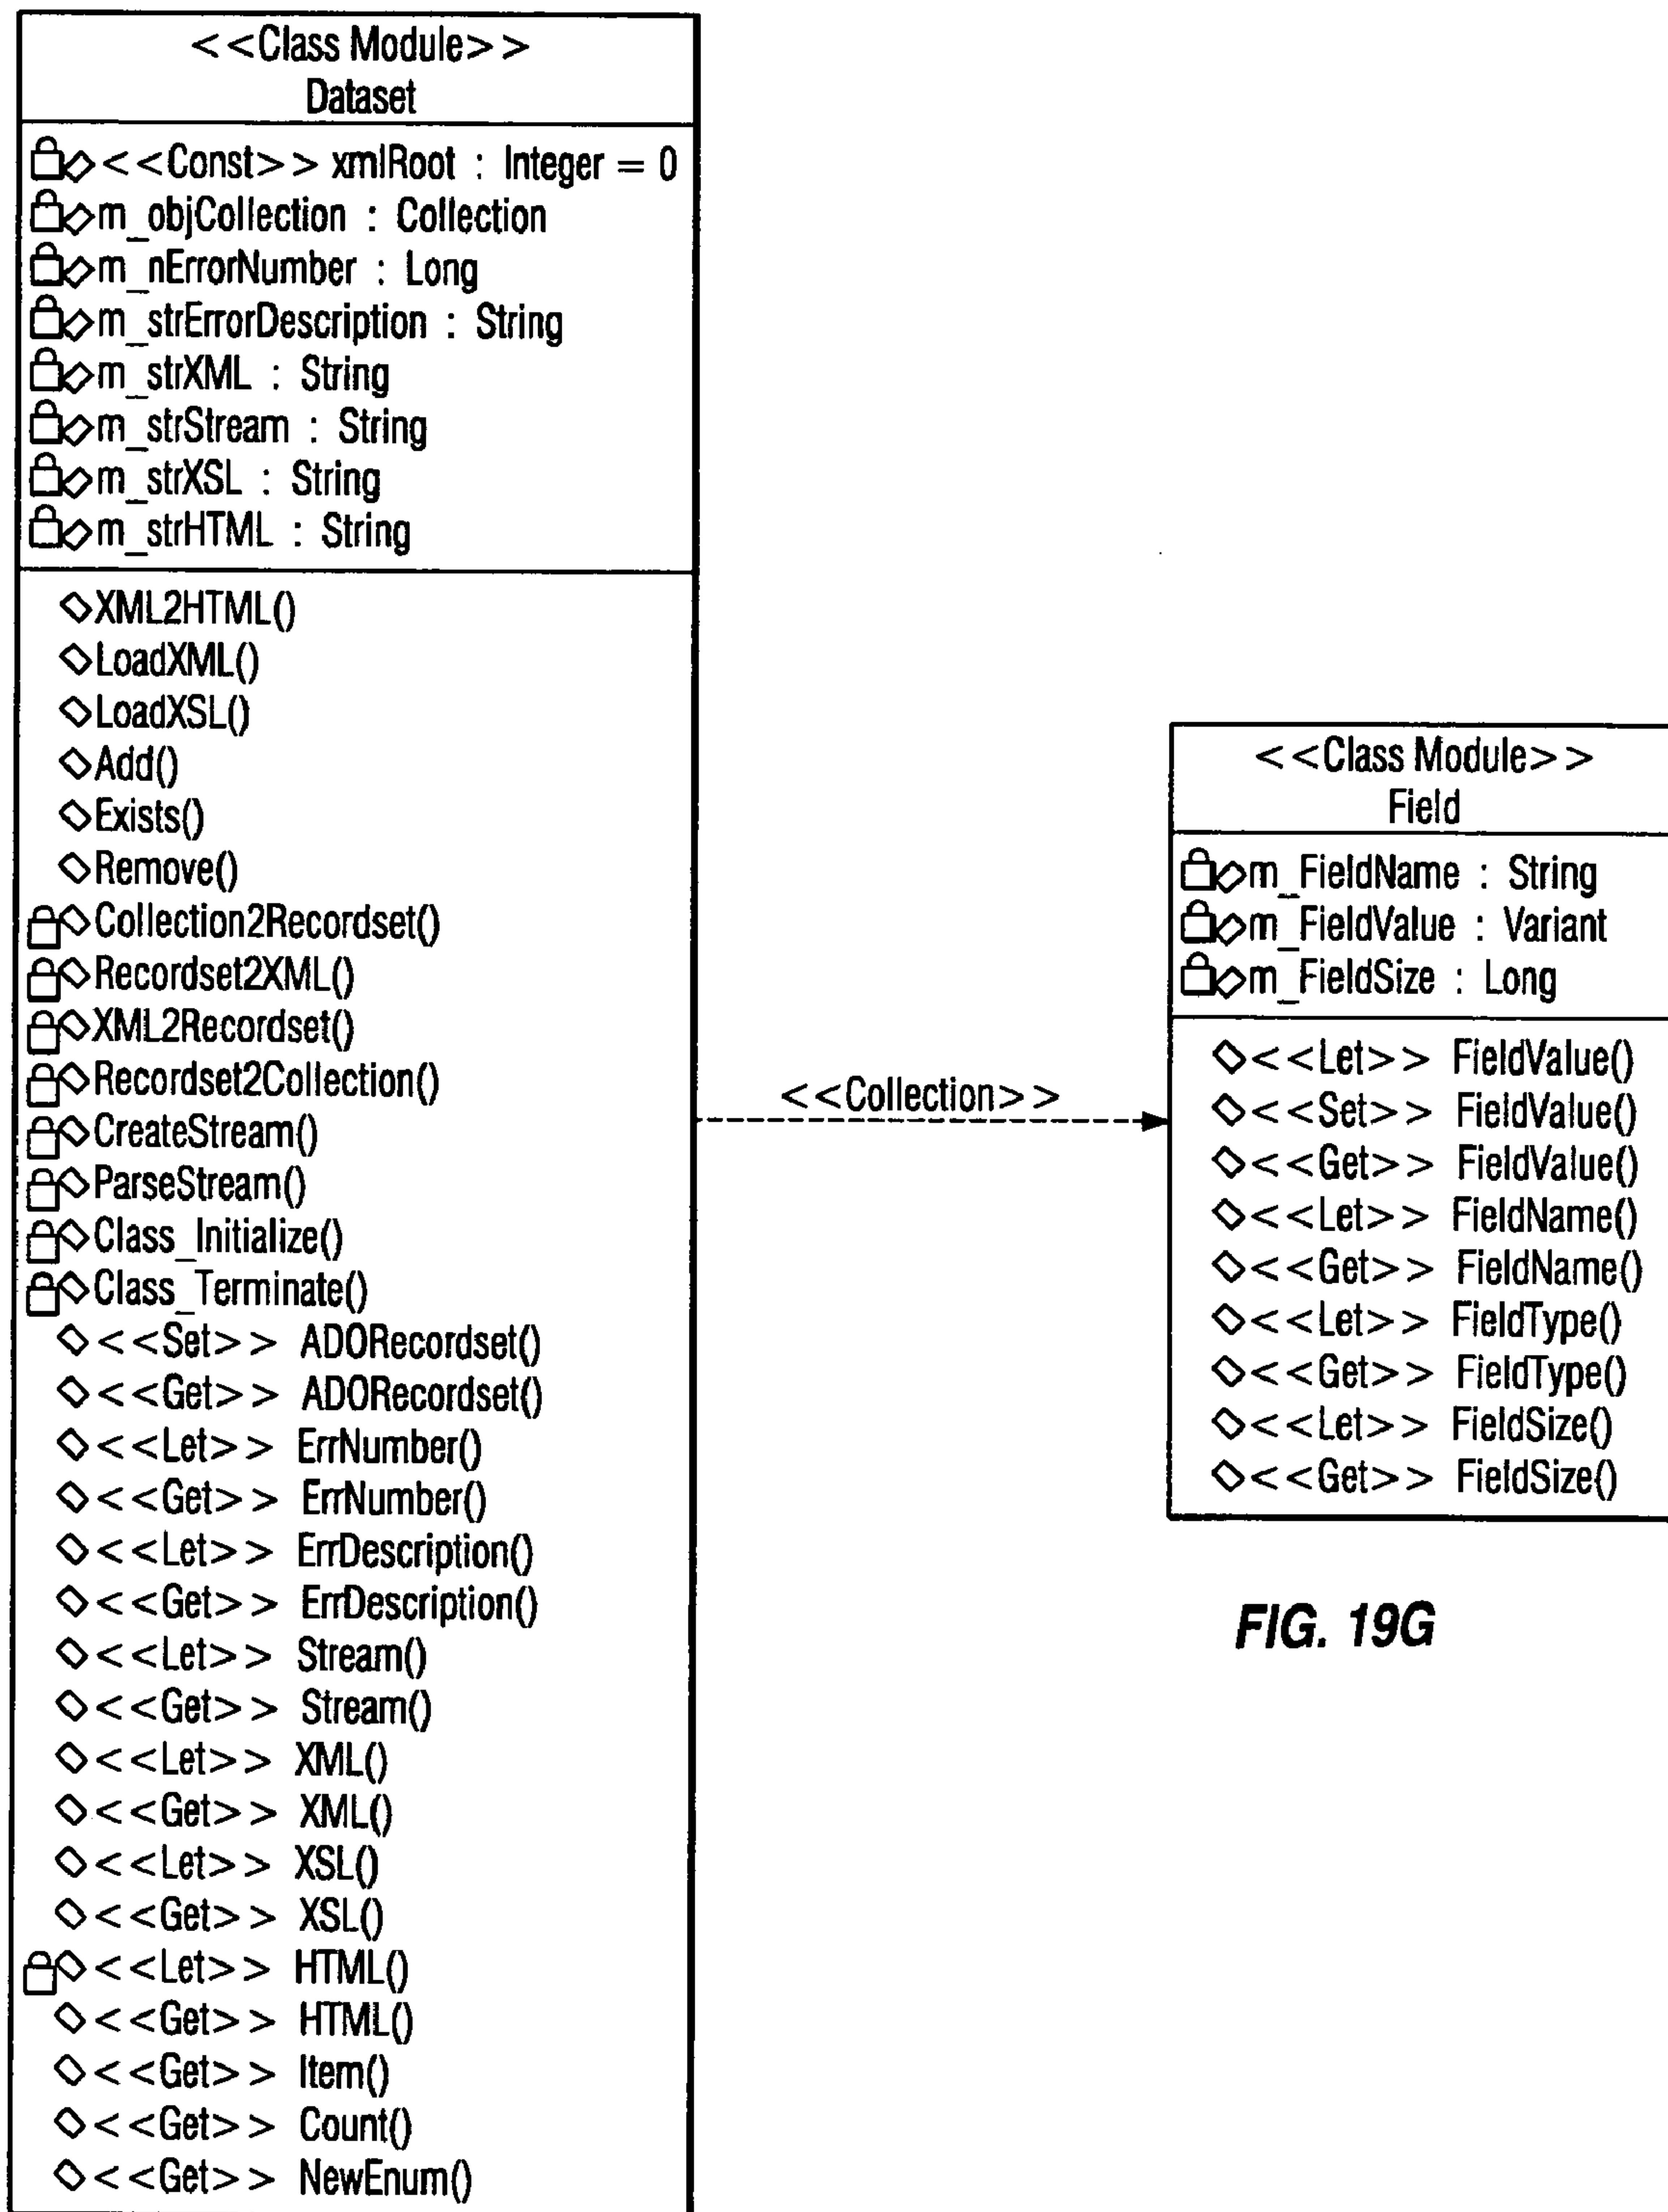 <<Class Module>>
Dataset
<<Const>> xmlRoot : Integer = 0
m_objCollection : Collection
m_nErrorNumber : Long
m_strErrorDescription : String
m_strXML : String
m_strStream : String
m_strXSL : String
m_strHTML : String
XML2HTML()
LoadXML()
LoadXSL()
Add()
Exists()
Remove()
Collection2Recordset()
Recordset2XML()
XML2Recordset()
Recordset2Collection()
CreateStream()
ParseStream()
Class_Initialize()
Class_Terminate()
<<Set>> ADORecordset()
<<Get>> ADORecordset()
<<Let>> ErrNumber()
<<Get>> ErrNumber()
<<Let>> ErrDescription()
<<Get>> ErrDescription()
<<Let>> Stream()
<<Get>> Stream()
<<Let>> XML()
<<Get>> XML()
<<Let>> XSL()
<<Get>> XSL()
<<Let>> HTML()
<<Get>> HTML()
<<Get>> Item()
<<Get>> Count()
<<Get>> NewEnum()
<<Collection>>
<<Class Module>>
Field
m_FieldName : String
m_FieldValue : Variant
m_FieldSize : Long
<<Let>> FieldValue()
<<Set>> FieldValue()
<<Get>> FieldValue()
<<Let>> FieldName()
<<Get>> FieldName()
<<Let>> FieldType()
<<Get>> FieldType()
<<Let>> FieldSize()
<<Get>> FieldSize()
FIG. 19G